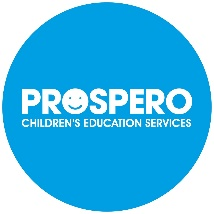 PROSPERO
CHILDREN'S EDUCATION SERVICES